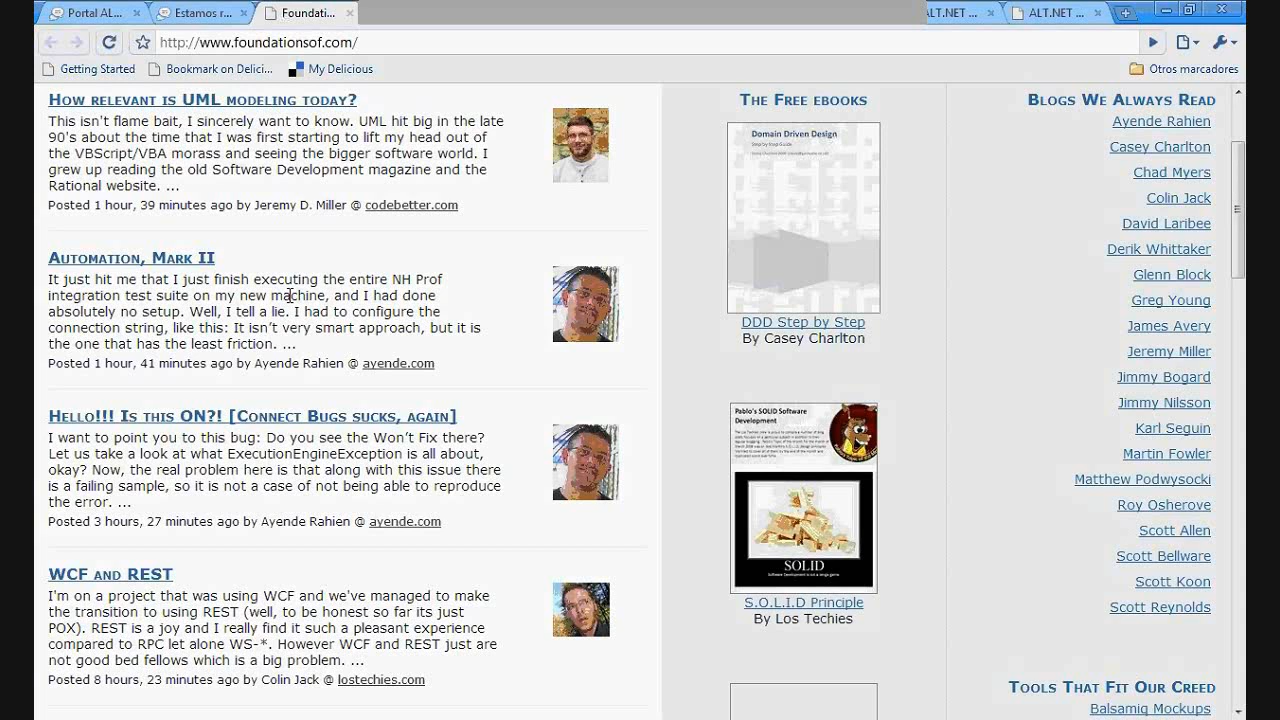 Portal AL...
Estamos r...
Foundati...
ALT.NET ...
ALT.NET ...
http://www.foundationsof.com/
Getting Started
Bookmark on Delici...
My Delicious
Otros marcadores
How relevant is UML modeling today?
This isn't flame bait, I sincerely want to know. UML hit big in the late
90's about the time that I was first starting to lift my head out of
the VBScript/VBA morass and seeing the bigger software world. I
grew up reading the old Software Development magazine and the
Rational website. ...
Posted 1 hour, 39 minutes ago by Jeremy D. Miller @ codebetter.com
Automation, Mark II
It just hit me that I just finish executing the entire NH Prof
integration test suite on my new machine, and I had done
absolutely no setup. Well, I tell a lie. I had to configure the
connection string, like this: It isn't very smart approach, but it is
the one that has the least friction. ...
Posted 1 hour, 41 minutes ago by Ayende Rahien @ ayende.com
Hello!!! Is this ON?! [Connect Bugs sucks, again]
I want to point you to this bug: Do you see the Won't Fix there?
Let us see a look at what ExecutionEngineException is all about,
okay? Now, the real problem here is that along with this issue there
is a failing sample, so it is not a case of not being able to reproduce
the error. ...
Posted 3 hours, 27 minutes ago by Ayende Rahien @ ayende.com
WCF and REST
I'm on a project that was using WCF and we've managed to make
the transition to using REST (well, to be honest so far its just
POX). REST is a joy and I really find it such a pleasant experience
compared to RPC let alone WS-*. However WCF and REST just are
not good bed fellows which is a big problem. ...
Posted 8 hours, 23 minutes ago by Colin Jack @ lostechies.com
The Free ebooks
Domain Driven Design
DDD Step by Step
By Casey Charlton
Pablo's SOLID Software
Development
SOLID
S.O.L.I.D Principle
By Los Techies
Blogs We Always Read
Ayende Rahien
Casey Charlton
Chad Myers
Colin Jack
David Laribee
Derik Whittaker
Glenn Block
Greg Young
James Avery
Jeremy Miller
Jimmy Bogard
Jimmy Nilsson
Karl Seguin
Martin Fowler
Matthew Podwysocki
Roy Osherove
Scott Allen
Scott Bellware
Scott Koon
Scott Reynolds
Tools That Fit Our Creed
Balsamiq Mockups